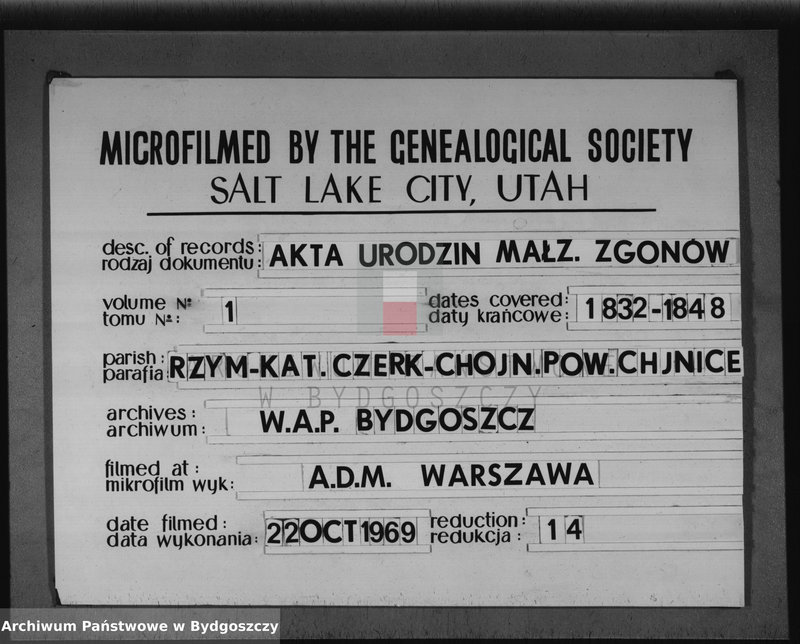 MICROFILMED BY THE GENEALOGICAL SOCIETY
SALT LAKE CITY, UTAH
desc. of records: AKTA URODZIN MAŁZ. ZGONÓW
rodzaj dokumentu:
volume Nº 1 dates covered: 1832-1848
tomu Nº: daty krańcowe:
parish: RZYM-KAT. CZERK-CHOJN.POW.CHJNICE
parafia:
W BYDGOSZCZY
archives: W.A.P. BYDGOSZCZ
archiwum:
filmed at: A.D.M. WARSZAWA
mikrofilm wyk:
date filmed: 22 OCT 1969 reduction: 14
data wykonania: redukcja:
Archiwum Państwowe w Bydgoszczy